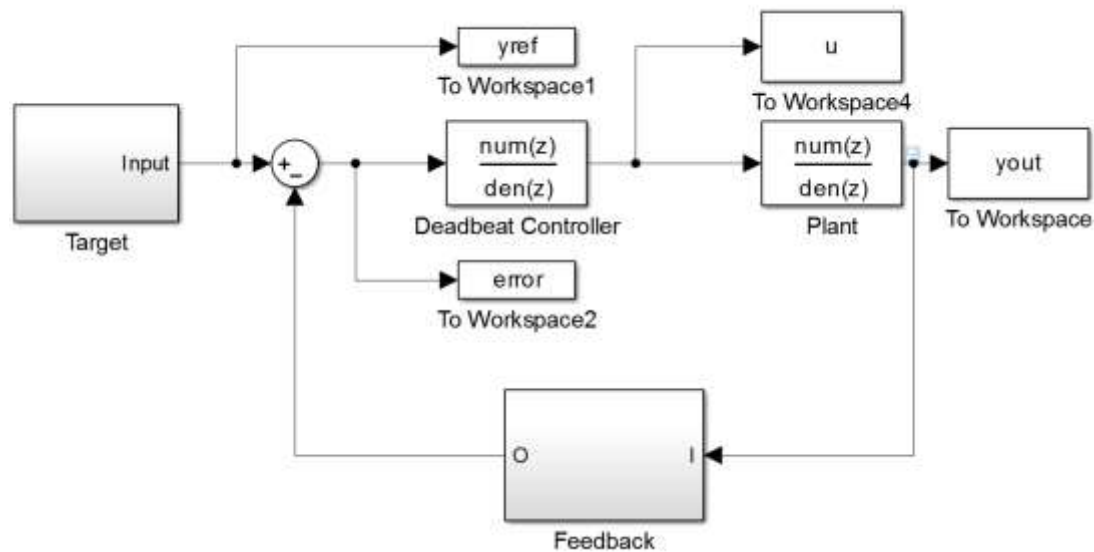 yref
To Workspace1
u
To Workspace4
Input
Target
+
−
num(z)
den(z)
Deadbeat Controller
num(z)
den(z)
Plant
yout
To Workspace
error
To Workspace2
O
I
Feedback